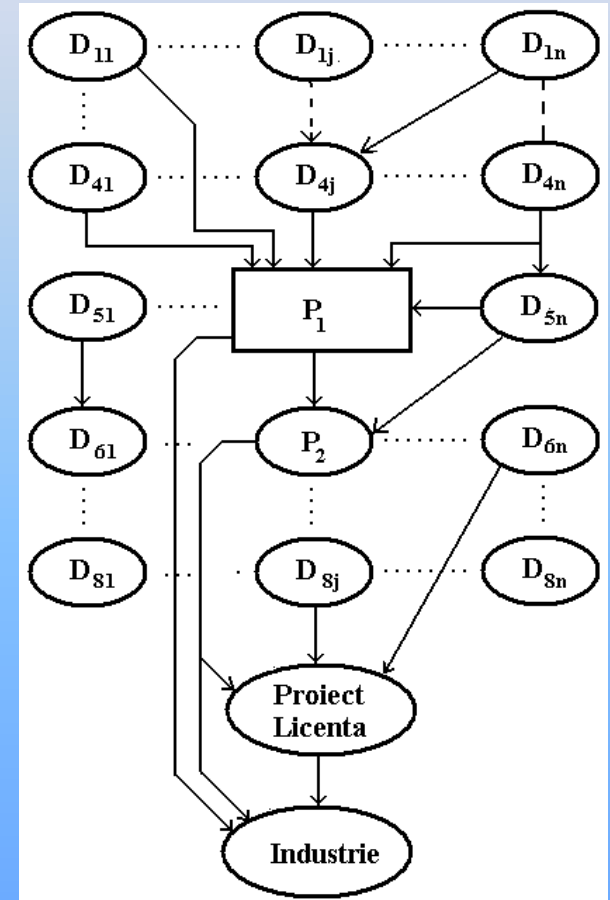 D11 D1j D1n
D41 D4j D4n
D51 P1 D5n
D61 P2 D6n
D81 D8j D8n
Proiect
Licenta
Industrie